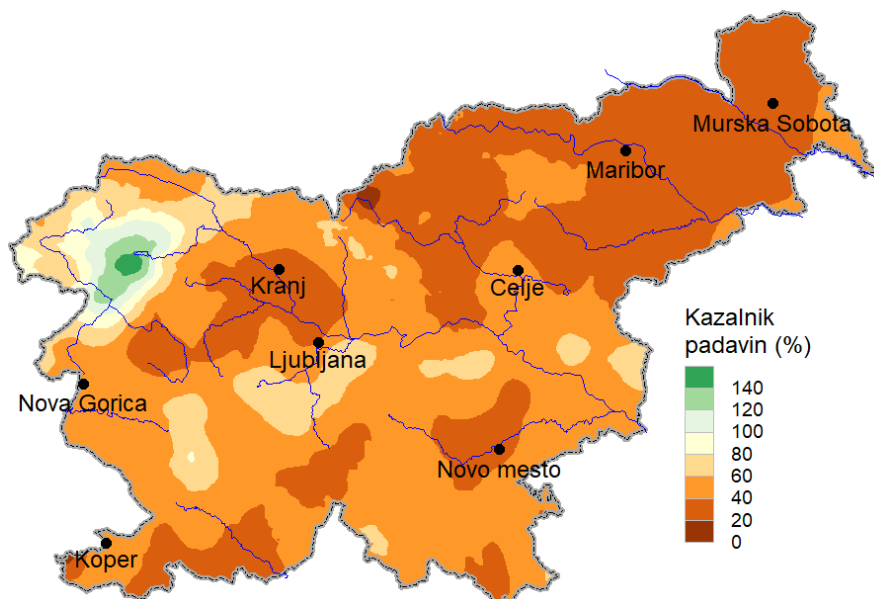 Murska Sobota
Maribor
Kranj
Celje
Ljubljana
Nova Gorica
Novo mesto
Koper
Kazalnik
padavin (%)
140
120
100
80
60
40
20
0